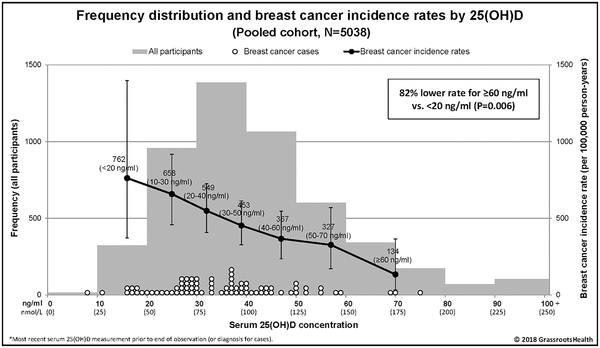 Frequency distribution and breast cancer incidence rates by 25(OH)D
(Pooled cohort, N=5038)
All participants
Breast cancer cases
Breast cancer incidence rates
1500
1000
500
0
Frequency (all participants)
1500
1000
500
0
Breast cancer incidence rate (per 100,000 person-years)
82% lower rate for ≥60 ng/ml
vs. <20 ng/ml (P=0.006)
762
(<20 ng/ml)
658
(10-30 ng/ml)
549
(20-40 ng/ml)
453
(30-50 ng/ml)
367
(40-60 ng/ml)
327
(50-70 ng/ml)
134
(≥60 ng/ml)
ng/ml 0 10 20 30 40 50 60 70 80 90 100 +
nmol/L (0) (25) (50) (75) (100) (125) (150) (175) (200) (225) (250)
Serum 25(OH)D concentration
*Most recent serum 25(OH)D measurement prior to end of observation (or diagnosis for cases).
© 2018 GrassrootsHealth